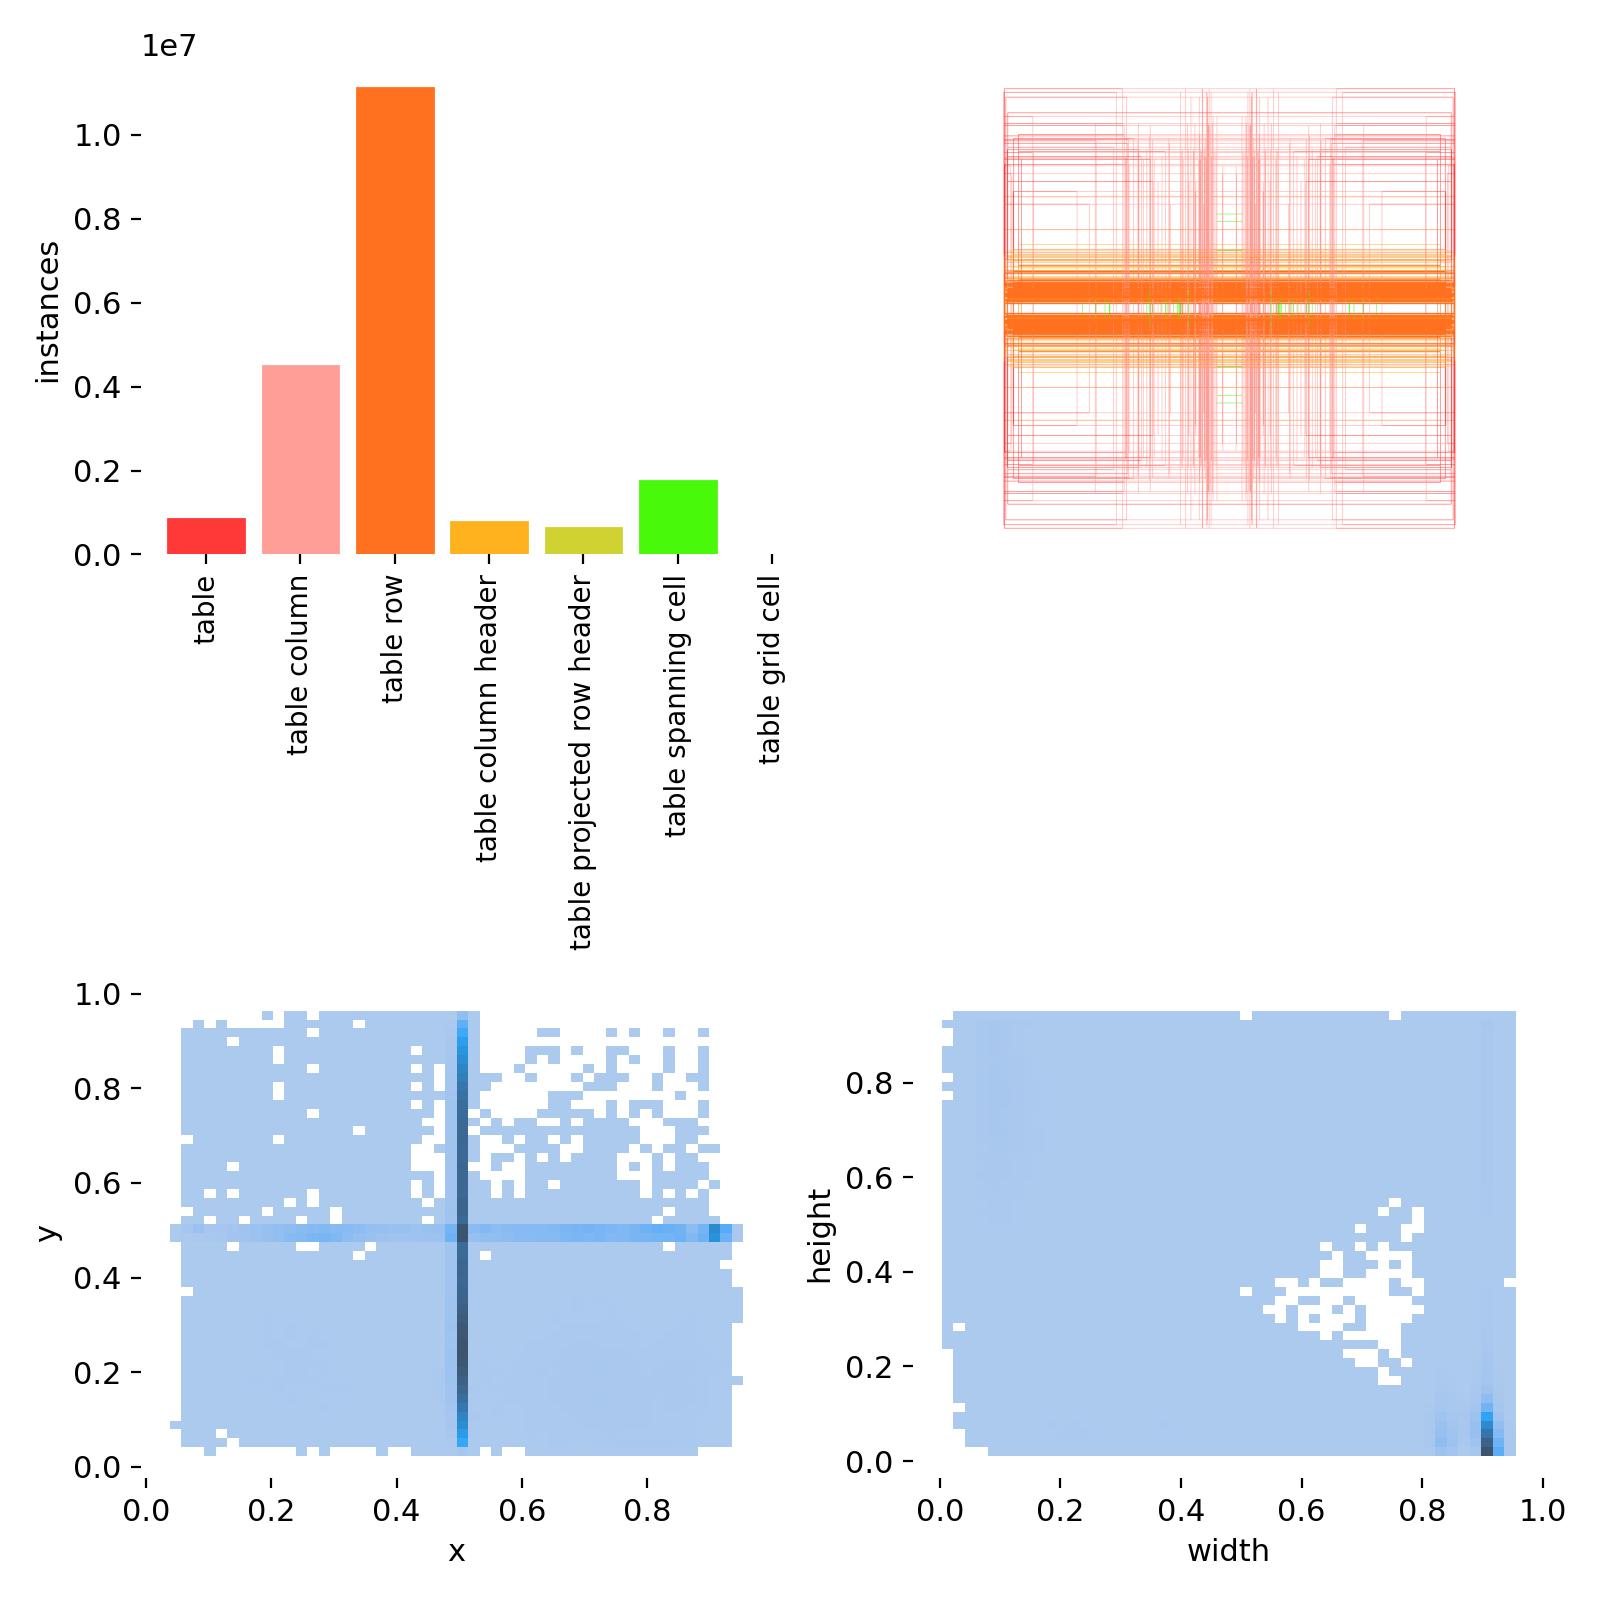 1e7
1.0
0.8
0.6
0.4
0.2
0.0
instances
table
table column
table row
table column header
table projected row header
table spanning cell
table grid cell
1.0
0.8
0.6
0.4
0.2
0.0
y
0.0 0.2 0.4 0.6 0.8
x
0.8
0.6
0.4
0.2
0.0
height
0.0 0.2 0.4 0.6 0.8 1.0
width